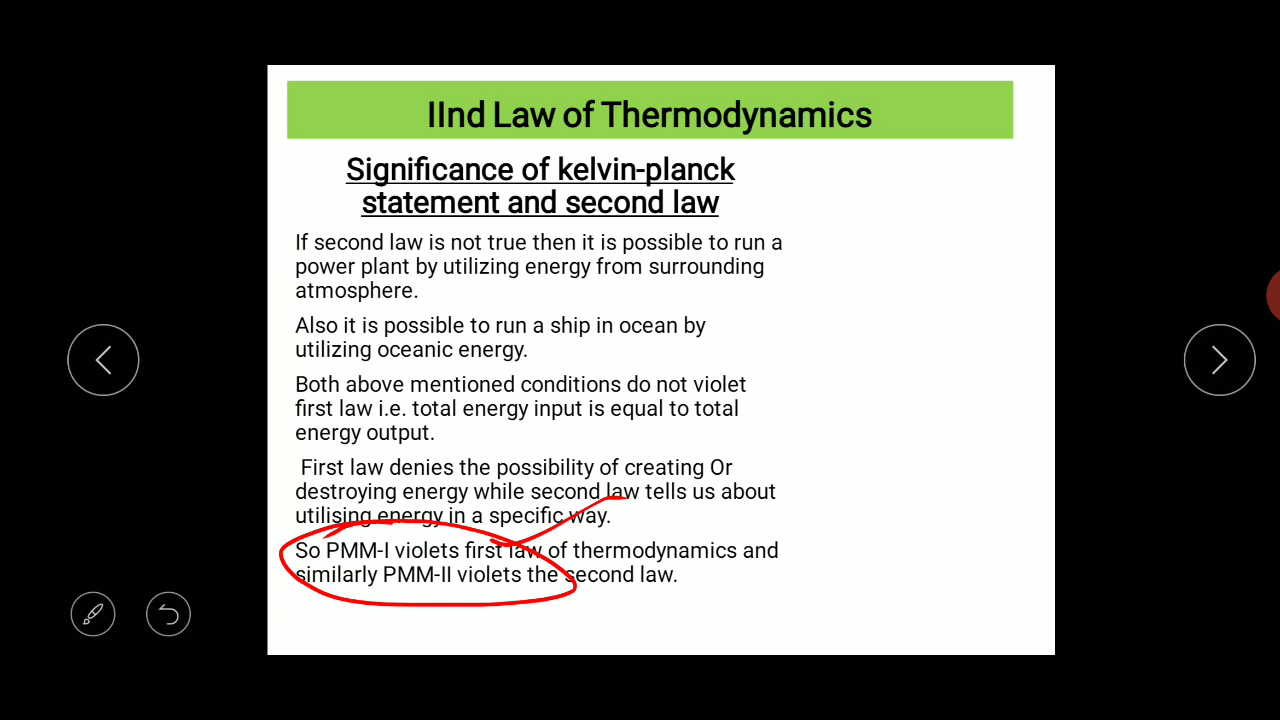 IInd Law of Thermodynamics
Significance of kelvin-planck
statement and second law
If second law is not true then it is possible to run a
power plant by utilizing energy from surrounding
atmosphere.
Also it is possible to run a ship in ocean by
utilizing oceanic energy.
Both above mentioned conditions do not violet
first law i.e. total energy input is equal to total
energy output.
First law denies the possibility of creating Or
destroying energy while second law tells us about
utilising energy in a specific way.
So PMM-I violets first law of thermodynamics and
similarly PMM-II violets the second law.